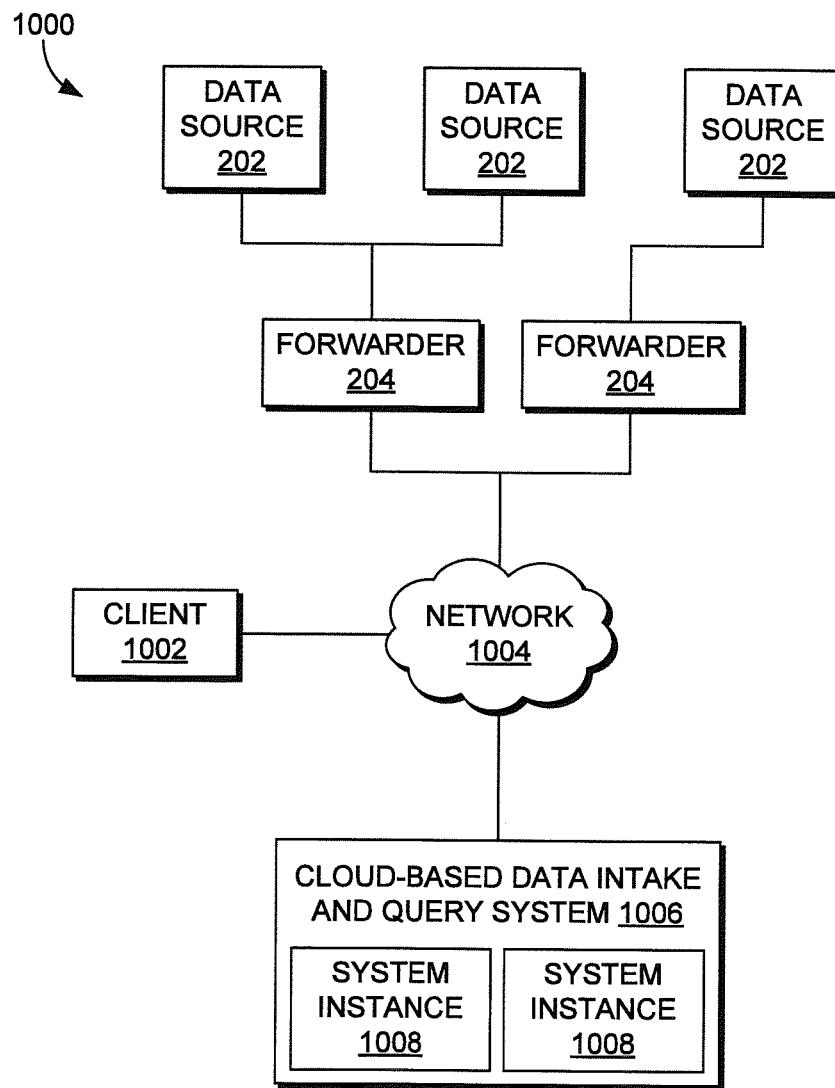 1000
DATA
SOURCE
202
DATA
SOURCE
202
DATA
SOURCE
202
FORWARDER
204
FORWARDER
204
CLIENT
1002
NETWORK
1004
CLOUD-BASED DATA INTAKE
AND QUERY SYSTEM 1006
SYSTEM
INSTANCE
1008
SYSTEM
INSTANCE
1008